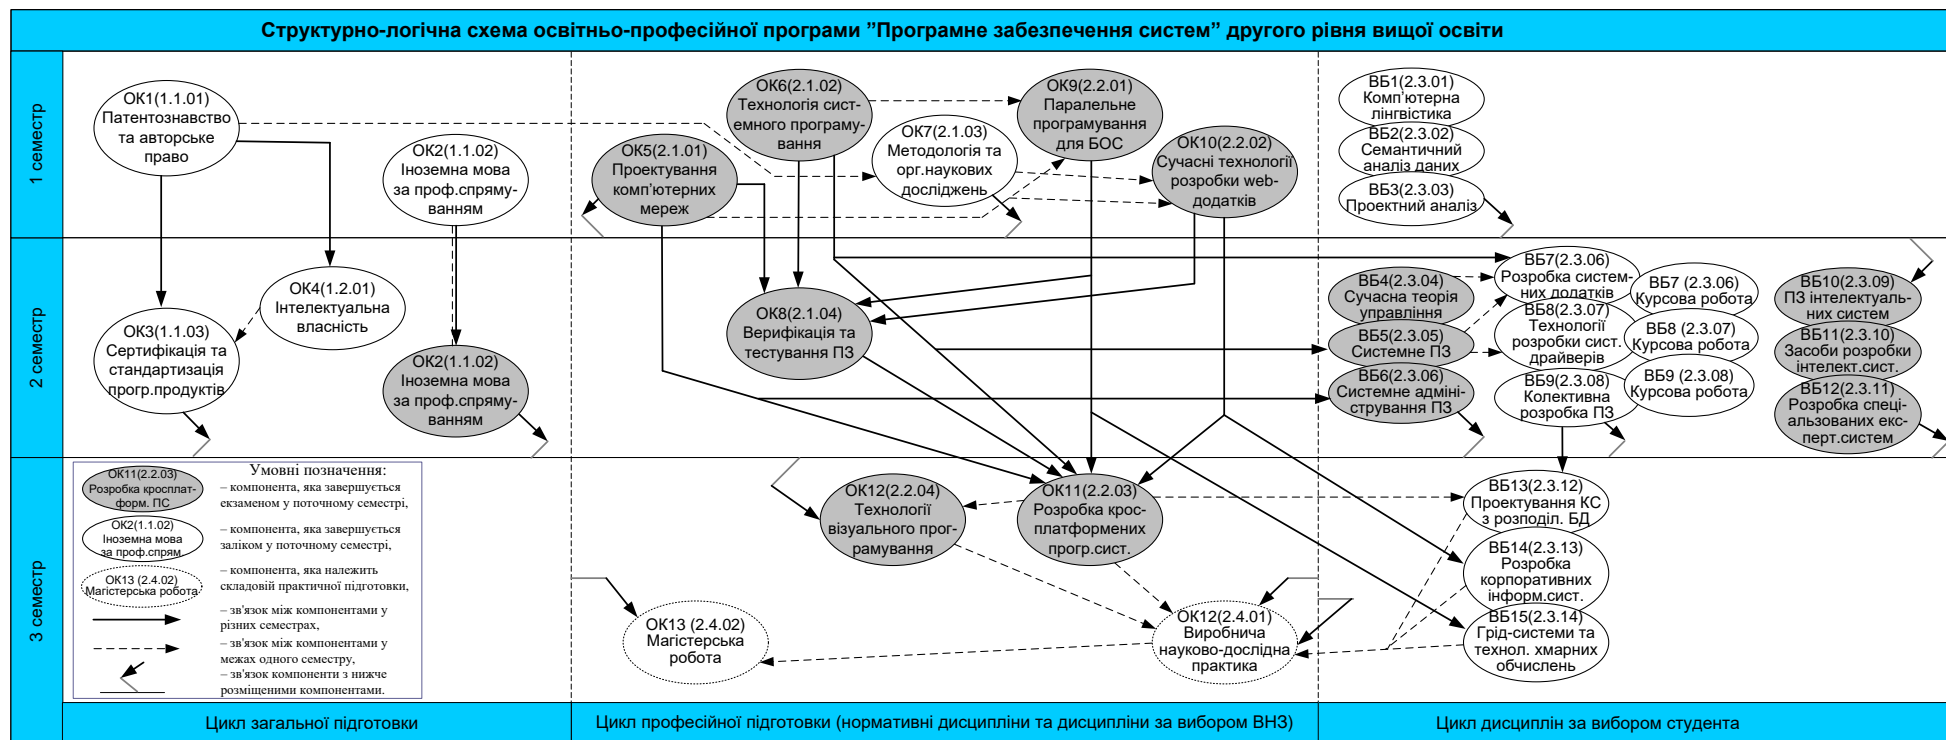 Структурно-логічна схема освітньо-професійної програми ”Програмне забезпечення систем” другого рівня вищої освіти
1 семестр
ОК1(1.1.01)
Патентознавство
та авторське
право
ОК2(1.1.02)
Іноземна мова
за проф.спряму-
ванням
ОК5(2.1.01)
Проектування
комп’ютерних
мереж
ОК6(2.1.02)
Технологія сист-
емного програму-
вання
ОК7(2.1.03)
Методологія та
орг.наукових
досліджень
ОК9(2.2.01)
Паралельне
програмування
для БОС
ОК10(2.2.02)
Сучасні технології
розробки web-
додатків
ВБ1(2.3.01)
Комп’ютерна
лінгвістика
ВБ2(2.3.02)
Семантичний
аналіз даних
ВБ3(2.3.03)
Проектний аналіз
2 семестр
ОК3(1.1.03)
Сертифікація та
стандартизація
прогр.продуктів
ОК4(1.2.01)
Інтелектуальна
власність
ОК2(1.1.02)
Іноземна мова
за проф.спряму-
ванням
ОК8(2.1.04)
Верифікація та
тестування ПЗ
ВБ4(2.3.04)
Сучасна теорія
управління
ВБ5(2.3.05)
Системне ПЗ
ВБ6(2.3.06)
Системне адміні-
стрування ПЗ
ВБ7(2.3.06)
Розробка систем-
них додатків
ВБ8(2.3.07)
Технології
розробки сист.
драйверів
ВБ9(2.3.08)
Колективна
розробка ПЗ
ВБ7 (2.3.06)
Курсова робота
ВБ8 (2.3.07)
Курсова робота
ВБ9 (2.3.08)
Курсова робота
ВБ10(2.3.09)
ПЗ інтелектуаль-
них систем
ВБ11(2.3.10)
Засоби розробки
інтелект.сист.
ВБ12(2.3.11)
Розробка спеці-
альзованих екс-
перт.систем
3 семестр
Умовні позначення:
ОК11(2.2.03)
Розробка кросплат-
форм. ПС
– компонента, яка завершується
екзаменом у поточному семестрі,
ОК2(1.1.02)
Іноземна мова
за проф.спрям
– компонента, яка завершується
заліком у поточному семестрі,
ОК13 (2.4.02)
Магістерська робота
– компонента, яка належить
складовій практичної підготовки,
– зв'язок між компонентами у
різних семестрах,
– зв'язок між компонентами у
межах одного семестру,
– зв'язок компоненти з нижче
розміщеними компонентами.
ОК12(2.2.04)
Технології
візуального прог-
рамування
ОК11(2.2.03)
Розробка крос-
платформених
прогр.сист.
ОК13 (2.4.02)
Магістерська
робота
ОК12(2.4.01)
Виробнича
науково-дослідна
практика
ВБ13(2.3.12)
Проектування КС
з розподіл. БД
ВБ14(2.3.13)
Розробка
корпоративних
інформ.сист.
ВБ15(2.3.14)
Грід-системи та
технол. хмарних
обчислень
Цикл загальної підготовки
Цикл професійної підготовки (нормативні дисципліни та дисципліни за вибором ВНЗ)
Цикл дисциплін за вибором студента